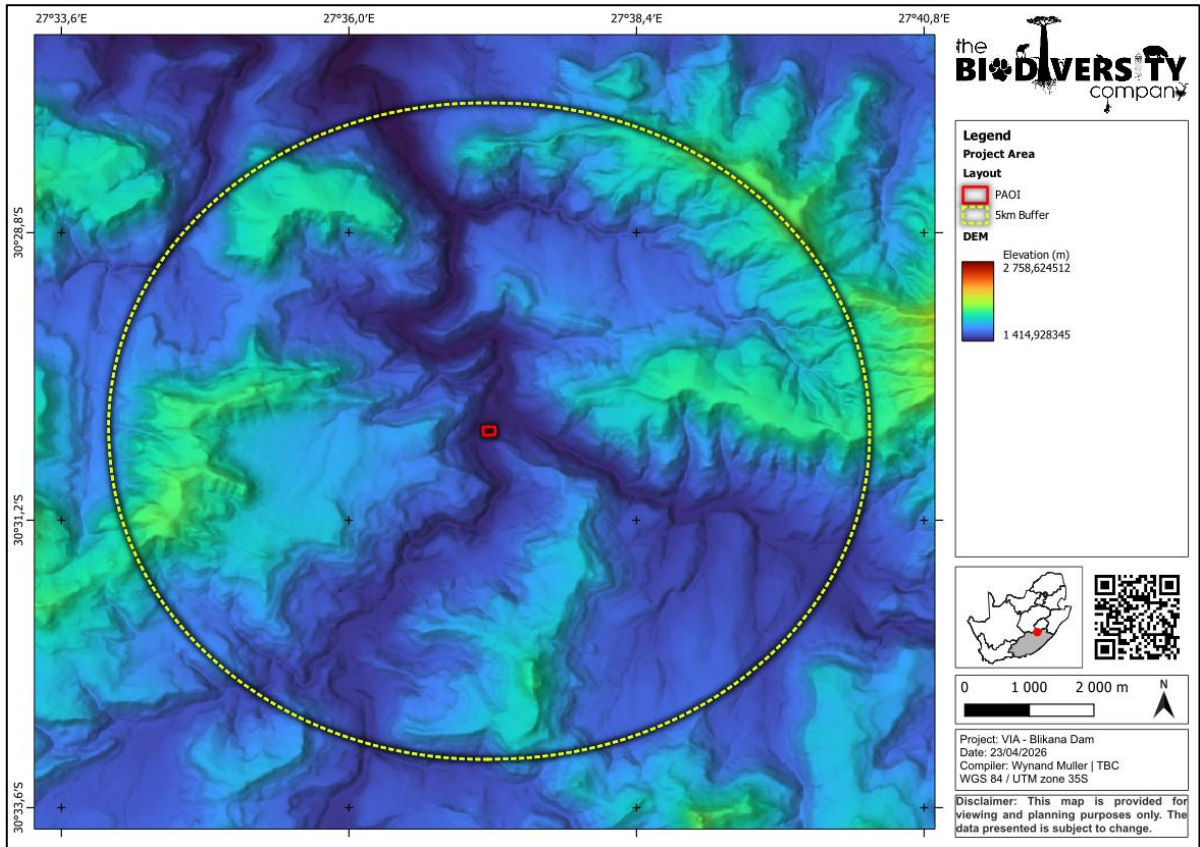 27°33,6'E
27°36,0'E
27°38,4'E
27°40,8'E
30°28,8'S
30°31,2'S
30°33,6'S
the
BIODIVERSITY
company
Legend
Project Area
Layout
PAOI
5km Buffer
DEM
Elevation (m)
2 758,624512
1 414,928345
0 1 000 2 000 m
N
Project: VIA - Blikana Dam
Date: 23/04/2026
Compiler: Wynand Muller | TBC
WGS 84 / UTM zone 35S
Disclaimer: This map is provided for
viewing and planning purposes only. The
data presented is subject to change.